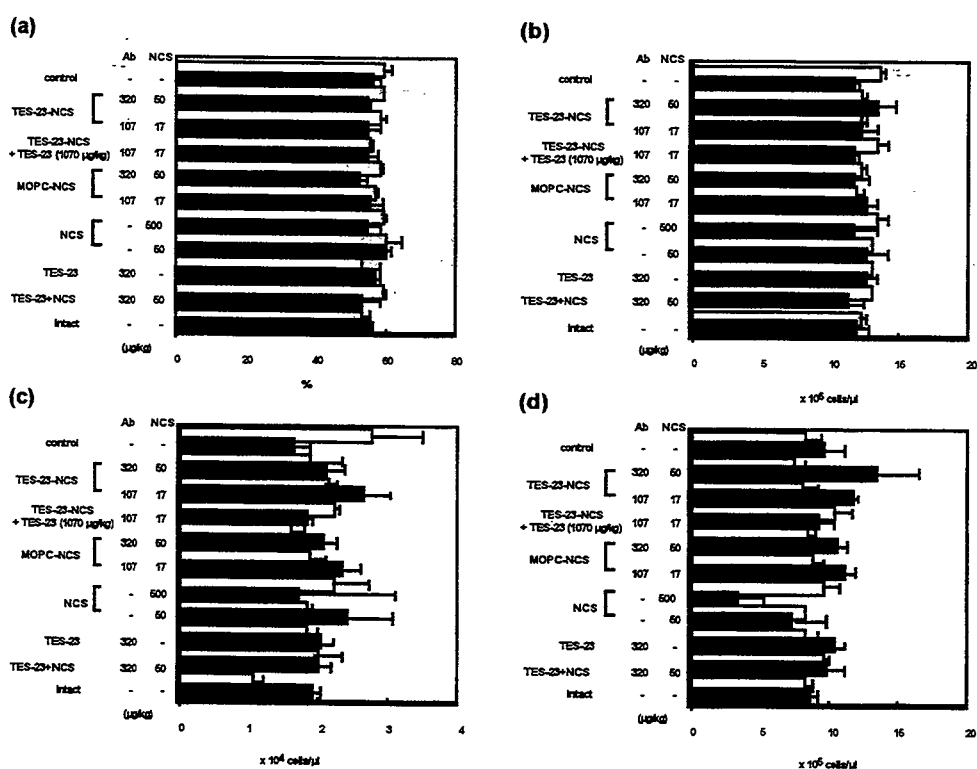 (a)
Ab NCS
control - -
TES-23-NCS 320 50
107 17
TES-23-NCS
+ TES-23 (1070 µg/kg) 107 17
MOPC-NCS 320 50
107 17
NCS - 500
- 50
TES-23 320 -
TES-23+NCS 320 50
Intact - -
(µg/kg)
0 20 40 60 80
%
(b)
Ab NCS
control - -
TES-23-NCS 320 50
107 17
TES-23-NCS
+ TES-23 (1070 µg/kg) 107 17
MOPC-NCS 320 50
107 17
NCS - 500
- 50
TES-23 320 -
TES-23+NCS 320 50
Intact - -
(µg/kg)
0 5 10 15 20
cells/µl
(c)
Ab NCS
control - -
TES-23-NCS 320 50
107 17
TES-23-NCS
+ TES-23 (1070 µg/kg) 107 17
MOPC-NCS 320 50
107 17
NCS - 500
- 50
TES-23 320 -
TES-23+NCS 320 50
Intact - -
(µg/kg)
0 1 2 3 4
x 10⁴ cells/µl
(d)
Ab NCS
control - -
TES-23-NCS 320 50
107 17
TES-23-NCS
+ TES-23 (1070 µg/kg) 107 17
MOPC-NCS 320 50
107 17
NCS - 500
- 50
TES-23 320 -
TES-23+NCS 320 50
Intact - -
(µg/kg)
0 5 10 15 20
cells/µl